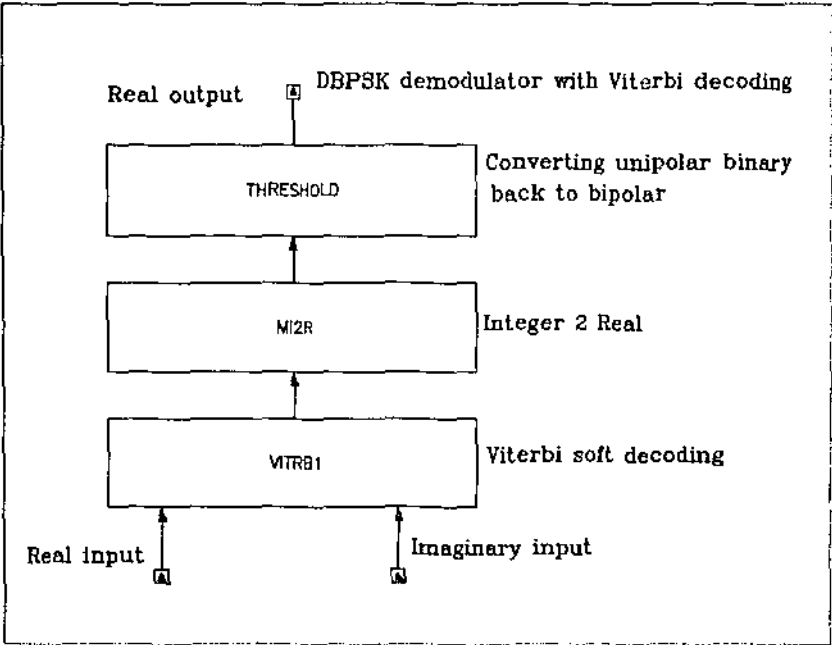 DBPSK demodulator with Viterbi decoding
Real output
THRESHOLD
Converting unipolar binary
back to bipolar
MI2R
Integer 2 Real
VITRB1
Viterbi soft decoding
Real input
Imaginary input